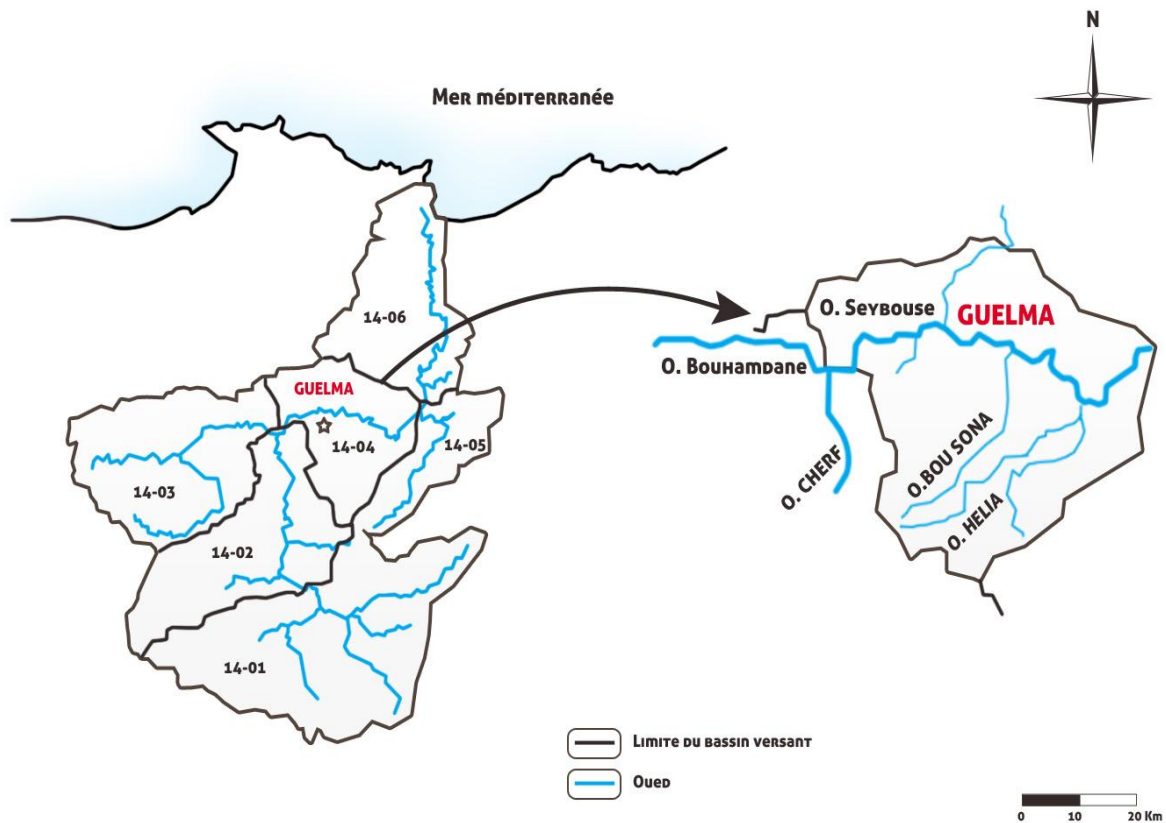 N
Mer méditerranée
14-06
O. Seybouse
GUELMA
O. Bouhamdane
GUELMA
14-04
14-05
O. CHERF
O.BOU SONA
14-03
O. HELIA
14-02
14-01
Limite du bassin versant
Oued
0 10 20 Km